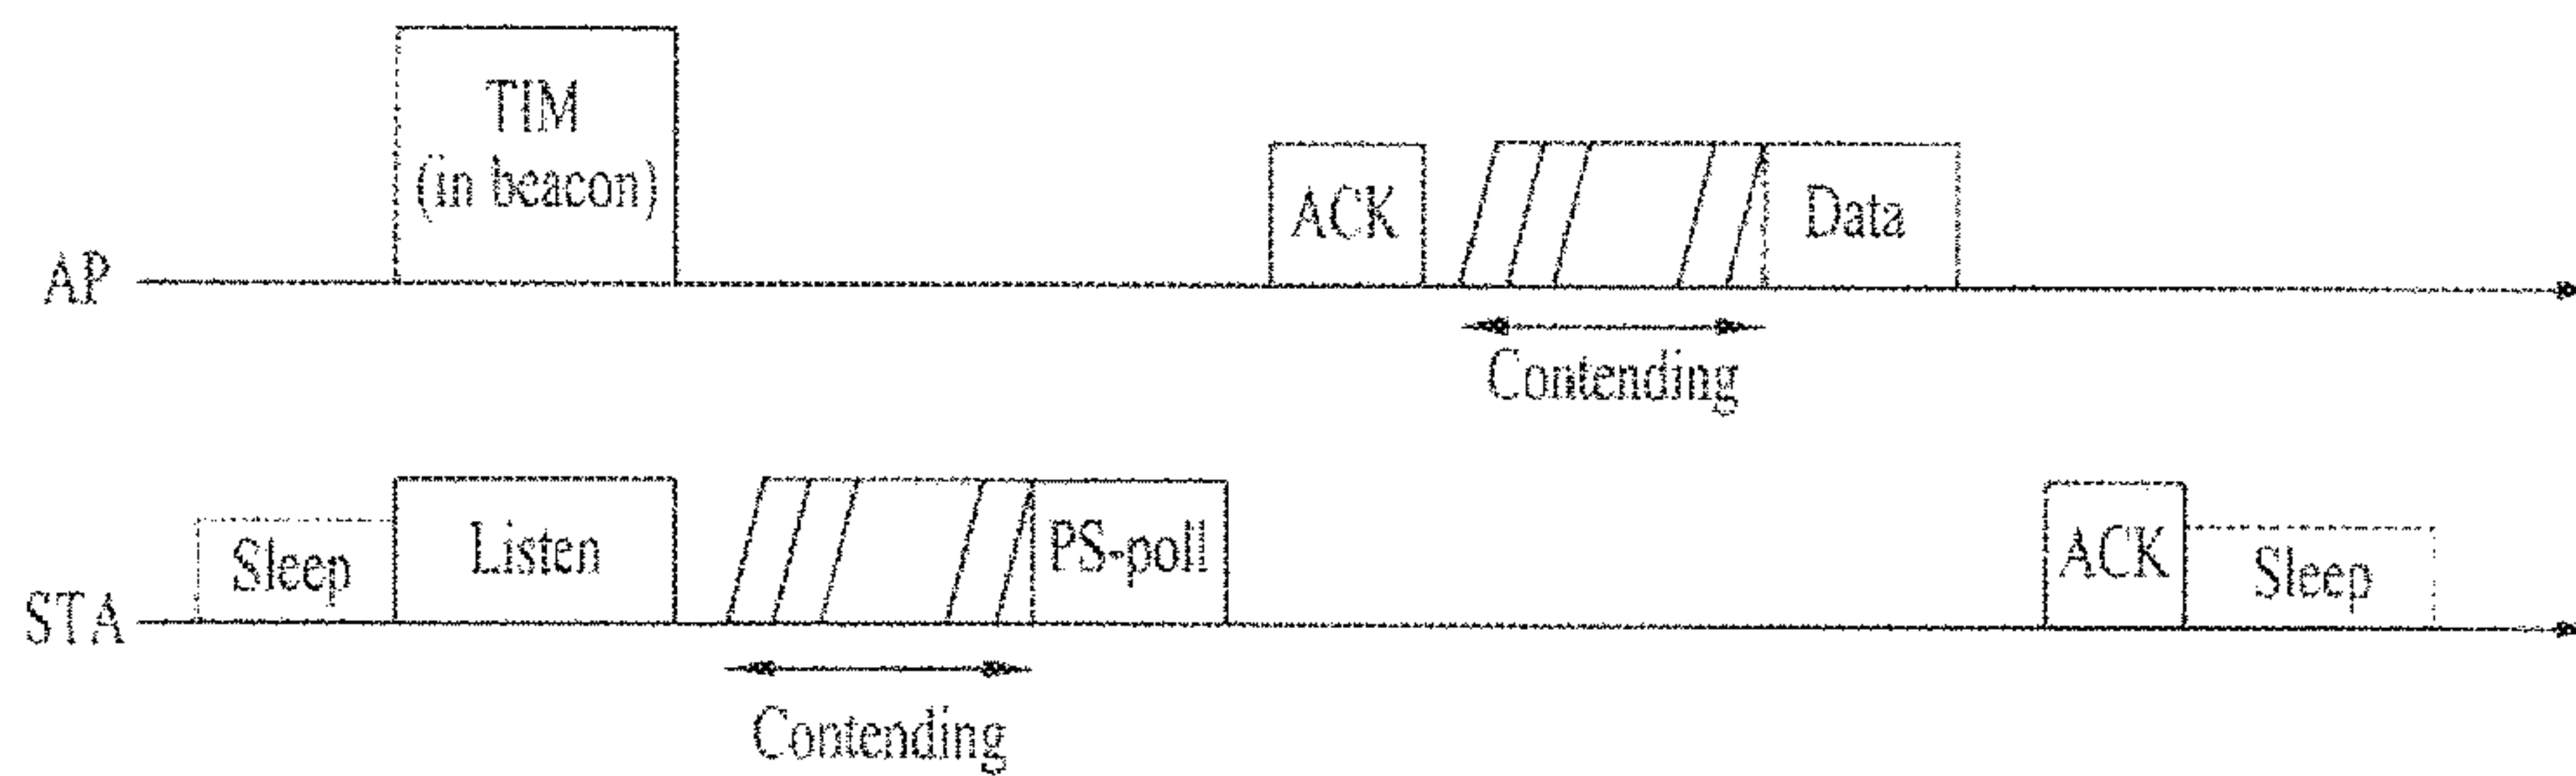 TIM
(in beacon)
ACK
Data
AP
Contending
Sleep
Listen
PS-poll
ACK
Sleep
STA
Contending